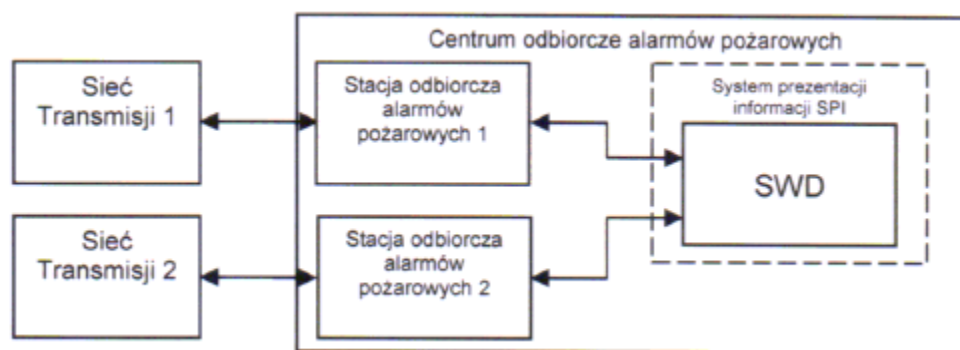 Centrum odbiorcze alarmów pożarowych
Sieć
Transmisji 1
Stacja odbiorcza
alarmów
pożarowych 1
System prezentacji
informacji SPI
SWD
Sieć
Transmisji 2
Stacja odbiorcza
alarmów
pożarowych 2